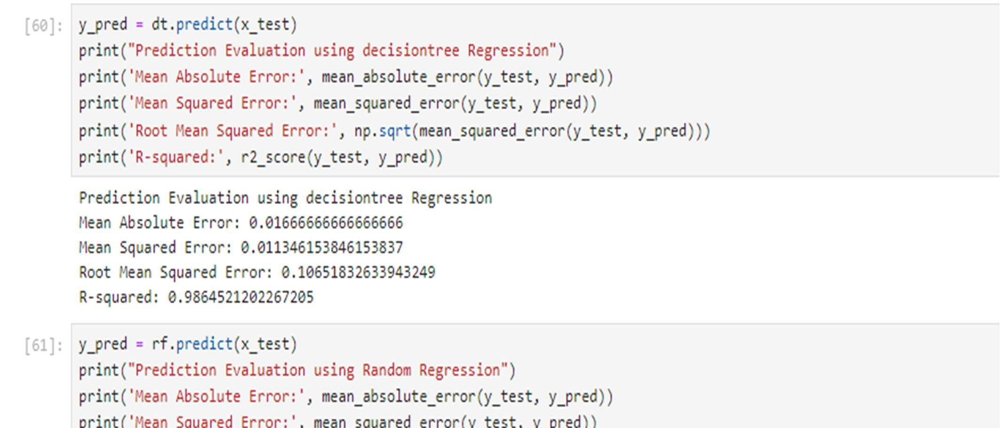 [60]: y_pred = dt.predict(x_test)
print("Prediction Evaluation using decisiontree Regression")
print('Mean Absolute Error:', mean_absolute_error(y_test, y_pred))
print('Mean Squared Error:', mean_squared_error(y_test, y_pred))
print('Root Mean Squared Error:', np.sqrt(mean_squared_error(y_test, y_pred)))
print('R-squared:', r2_score(y_test, y_pred))
Prediction Evaluation using decisiontree Regression
Mean Absolute Error: 0.01666666666666666
Mean Squared Error: 0.011346153846153837
Root Mean Squared Error: 0.10651832633943249
R-squared: 0.9864521202267205
[61]: y_pred = rf.predict(x_test)
print("Prediction Evaluation using Random Regression")
print('Mean Absolute Error:', mean_absolute_error(y_test, y_pred))
print('Mean Squared Error:', mean_squared_error(y_test, y_pred))